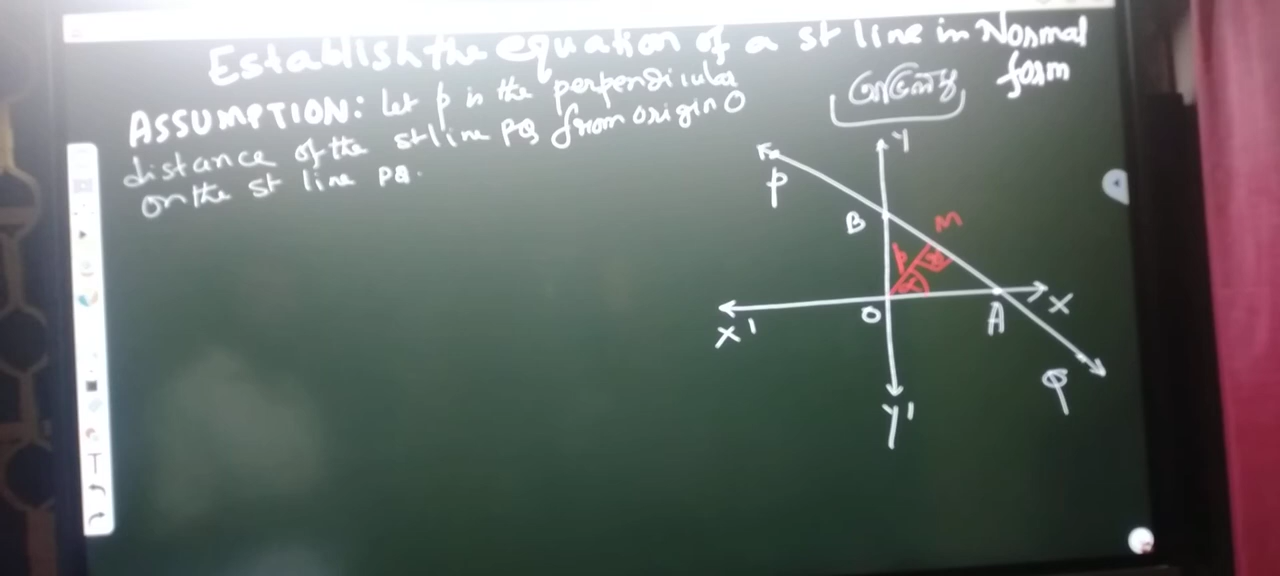 Establish the equation of a st line in Normal
form
ASSUMPTION: Let p is the perpendicular
distance of the st line PQ from origin O
on the st line PQ.
Y
P
B
M
p
α
X'
O
A
X
Q
Y'
T